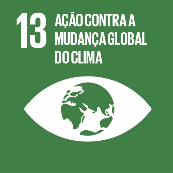 13 AÇÃO CONTRA A
MUDANÇA GLOBAL
DO CLIMA